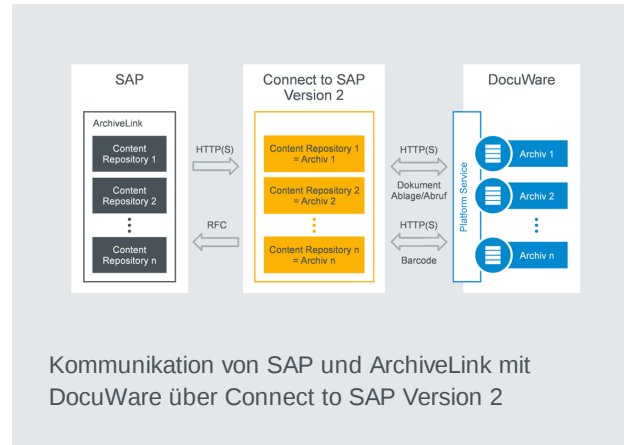 SAP
ArchiveLink
Content
Repository 1
Content
Repository 2
Content
Repository n
HTTP(S)
RFC
Connect to SAP
Version 2
Content Repository 1
= Archiv 1
Content Repository 2
= Archiv 2
Content Repository n
= Archiv n
HTTP(S)
Dokument
Ablage/Abruf
HTTP(S)
Barcode
DocuWare
Platform Service
Archiv 1
Archiv 2
Archiv n
Kommunikation von SAP und ArchiveLink mit
DocuWare über Connect to SAP Version 2